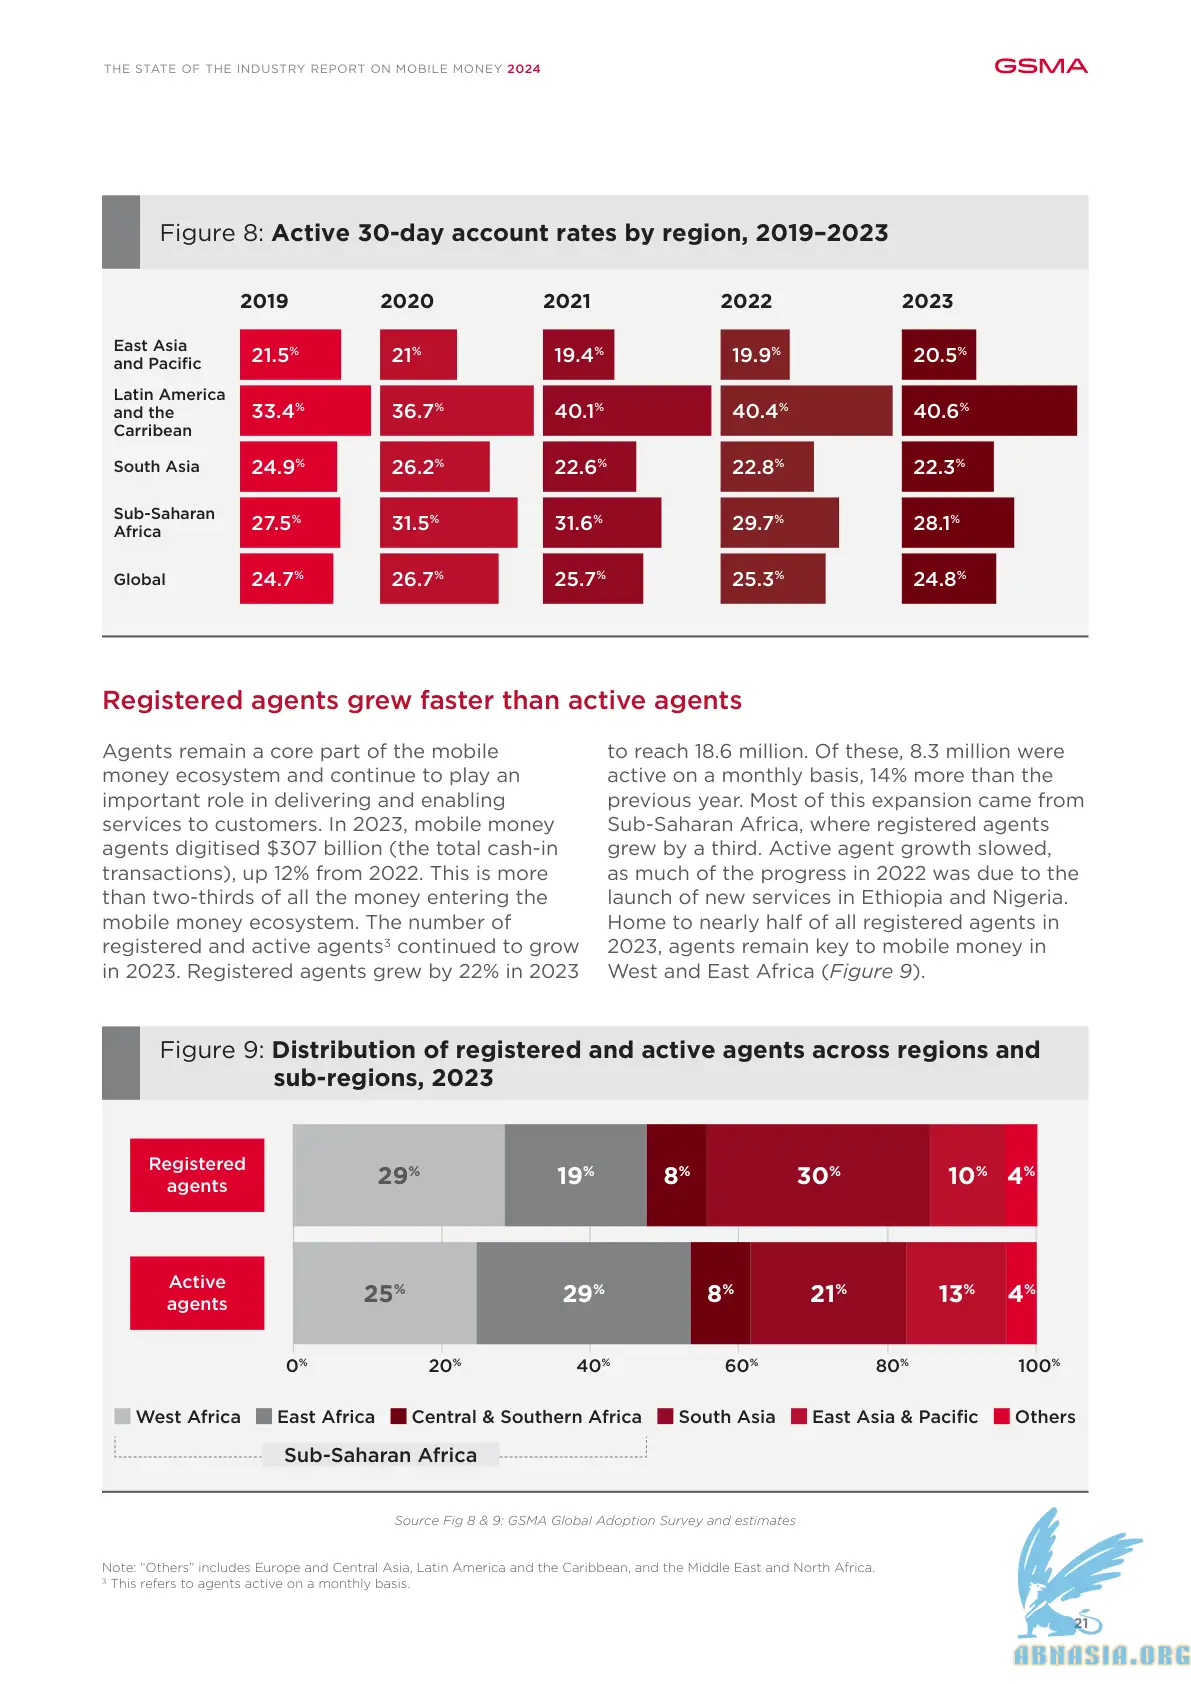 THE STATE OF THE INDUSTRY REPORT ON MOBILE MONEY 2024
GSMA
Figure 8: Active 30-day account rates by region, 2019–2023
2019 2020 2021 2022 2023
East Asia
and Pacific
21.5% 21% 19.4% 19.9% 20.5%
Latin America
and the
Carribean
33.4% 36.7% 40.1% 40.4% 40.6%
South Asia
24.9% 26.2% 22.6% 22.8% 22.3%
Sub-Saharan
Africa
27.5% 31.5% 31.6% 29.7% 28.1%
Global
24.7% 26.7% 25.7% 25.3% 24.8%
Registered agents grew faster than active agents
Agents remain a core part of the mobile
money ecosystem and continue to play an
important role in delivering and enabling
services to customers. In 2023, mobile money
agents digitised $307 billion (the total cash-in
transactions), up 12% from 2022. This is more
than two-thirds of all the money entering the
mobile money ecosystem. The number of
registered and active agents³ continued to grow
in 2023. Registered agents grew by 22% in 2023
to reach 18.6 million. Of these, 8.3 million were
active on a monthly basis, 14% more than the
previous year. Most of this expansion came from
Sub-Saharan Africa, where registered agents
grew by a third. Active agent growth slowed,
as much of the progress in 2022 was due to the
launch of new services in Ethiopia and Nigeria.
Home to nearly half of all registered agents in
2023, agents remain key to mobile money in
West and East Africa (Figure 9).
Figure 9: Distribution of registered and active agents across regions and
sub-regions, 2023
Registered
agents
29% 19% 8% 30% 10% 4%
Active
agents
25% 29% 8% 21% 13% 4%
0% 20% 40% 60% 80% 100%
West Africa East Africa Central & Southern Africa South Asia East Asia & Pacific Others
Sub-Saharan Africa
Source Fig 8 & 9: GSMA Global Adoption Survey and estimates
Note: “Others” includes Europe and Central Asia, Latin America and the Caribbean, and the Middle East and North Africa.
³ This refers to agents active on a monthly basis.
21
ABNASIA.ORG